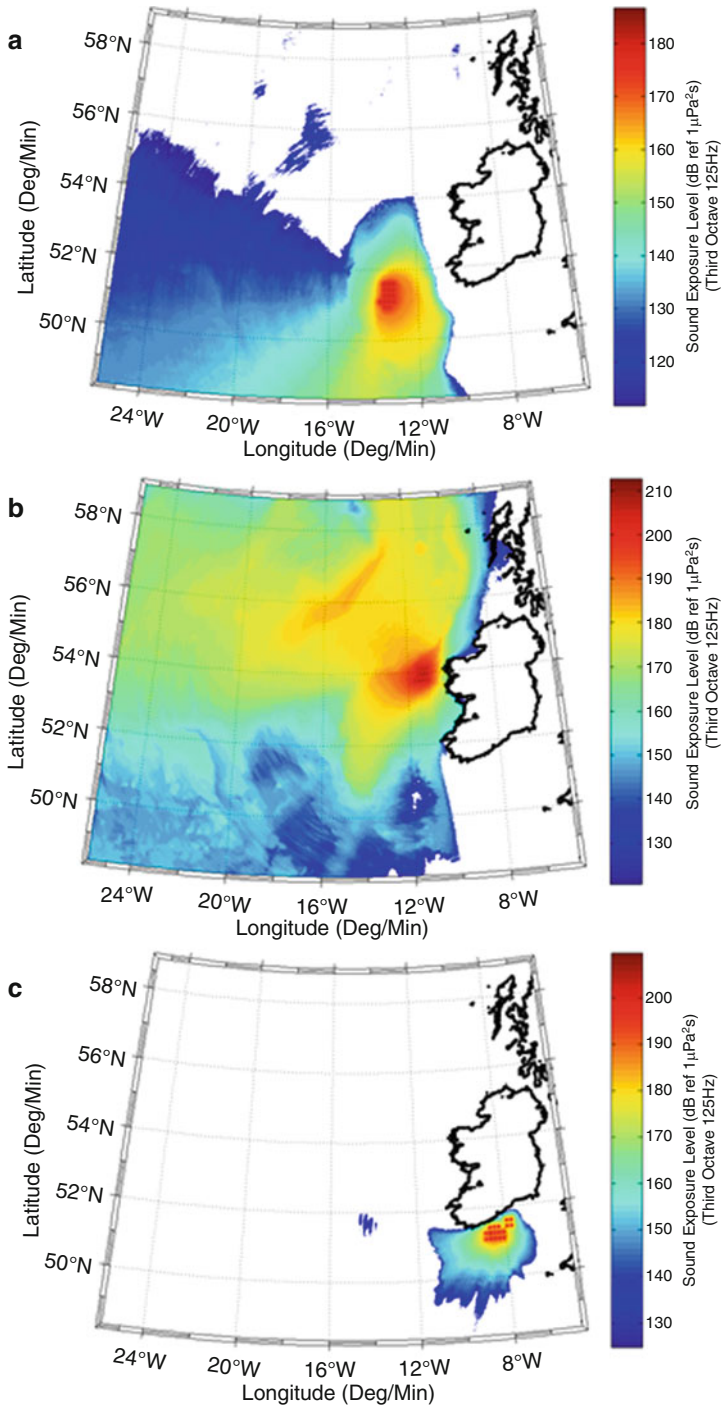 a
58°N
56°N
54°N
52°N
50°N
Latitude (Deg/Min)
24°W
20°W
16°W
12°W
8°W
Longitude (Deg/Min)
180
170
160
150
140
130
120
Sound Exposure Level (dB ref 1μPa²s)
(Third Octave 125Hz)
b
58°N
56°N
54°N
52°N
50°N
Latitude (Deg/Min)
24°W
20°W
16°W
12°W
8°W
Longitude (Deg/Min)
210
200
190
180
170
160
150
140
130
Sound Exposure Level (dB ref 1μPa²s)
(Third Octave 125Hz)
c
58°N
56°N
54°N
52°N
50°N
Latitude (Deg/Min)
24°W
20°W
16°W
12°W
8°W
Longitude (Deg/Min)
200
190
180
170
160
150
140
130
Sound Exposure Level (dB ref 1μPa²s)
(Third Octave 125Hz)